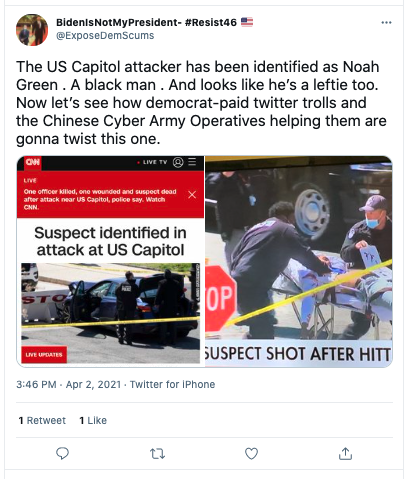 BidenIsNotMyPresident- #Resist46 🇺🇸
@ExposeDemScums
The US Capitol attacker has been identified as Noah
Green . A black man . And looks like he's a leftie too.
Now let's see how democrat-paid twitter trolls and
the Chinese Cyber Army Operatives helping them are
gonna twist this one.
CNN
LIVE TV
LIVE
One officer killed, one wounded and suspect dead
after attack near US Capitol, police say. Watch
CNN.
Suspect identified in
attack at US Capitol
STO
LIVE UPDATES
OP
SUSPECT SHOT AFTER HITT
3:46 PM · Apr 2, 2021 · Twitter for iPhone
1 Retweet 1 Like